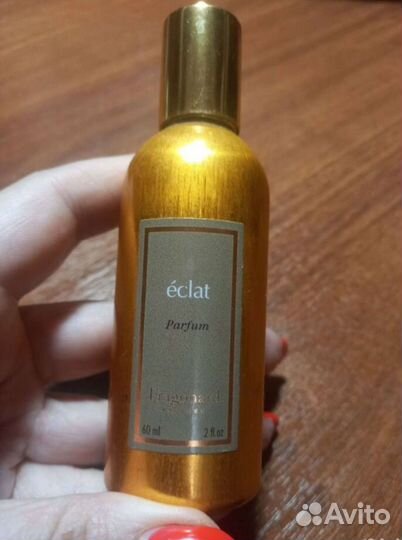 éclat
Parfum
Fragonard
60 ml 2 fl.oz
Avito